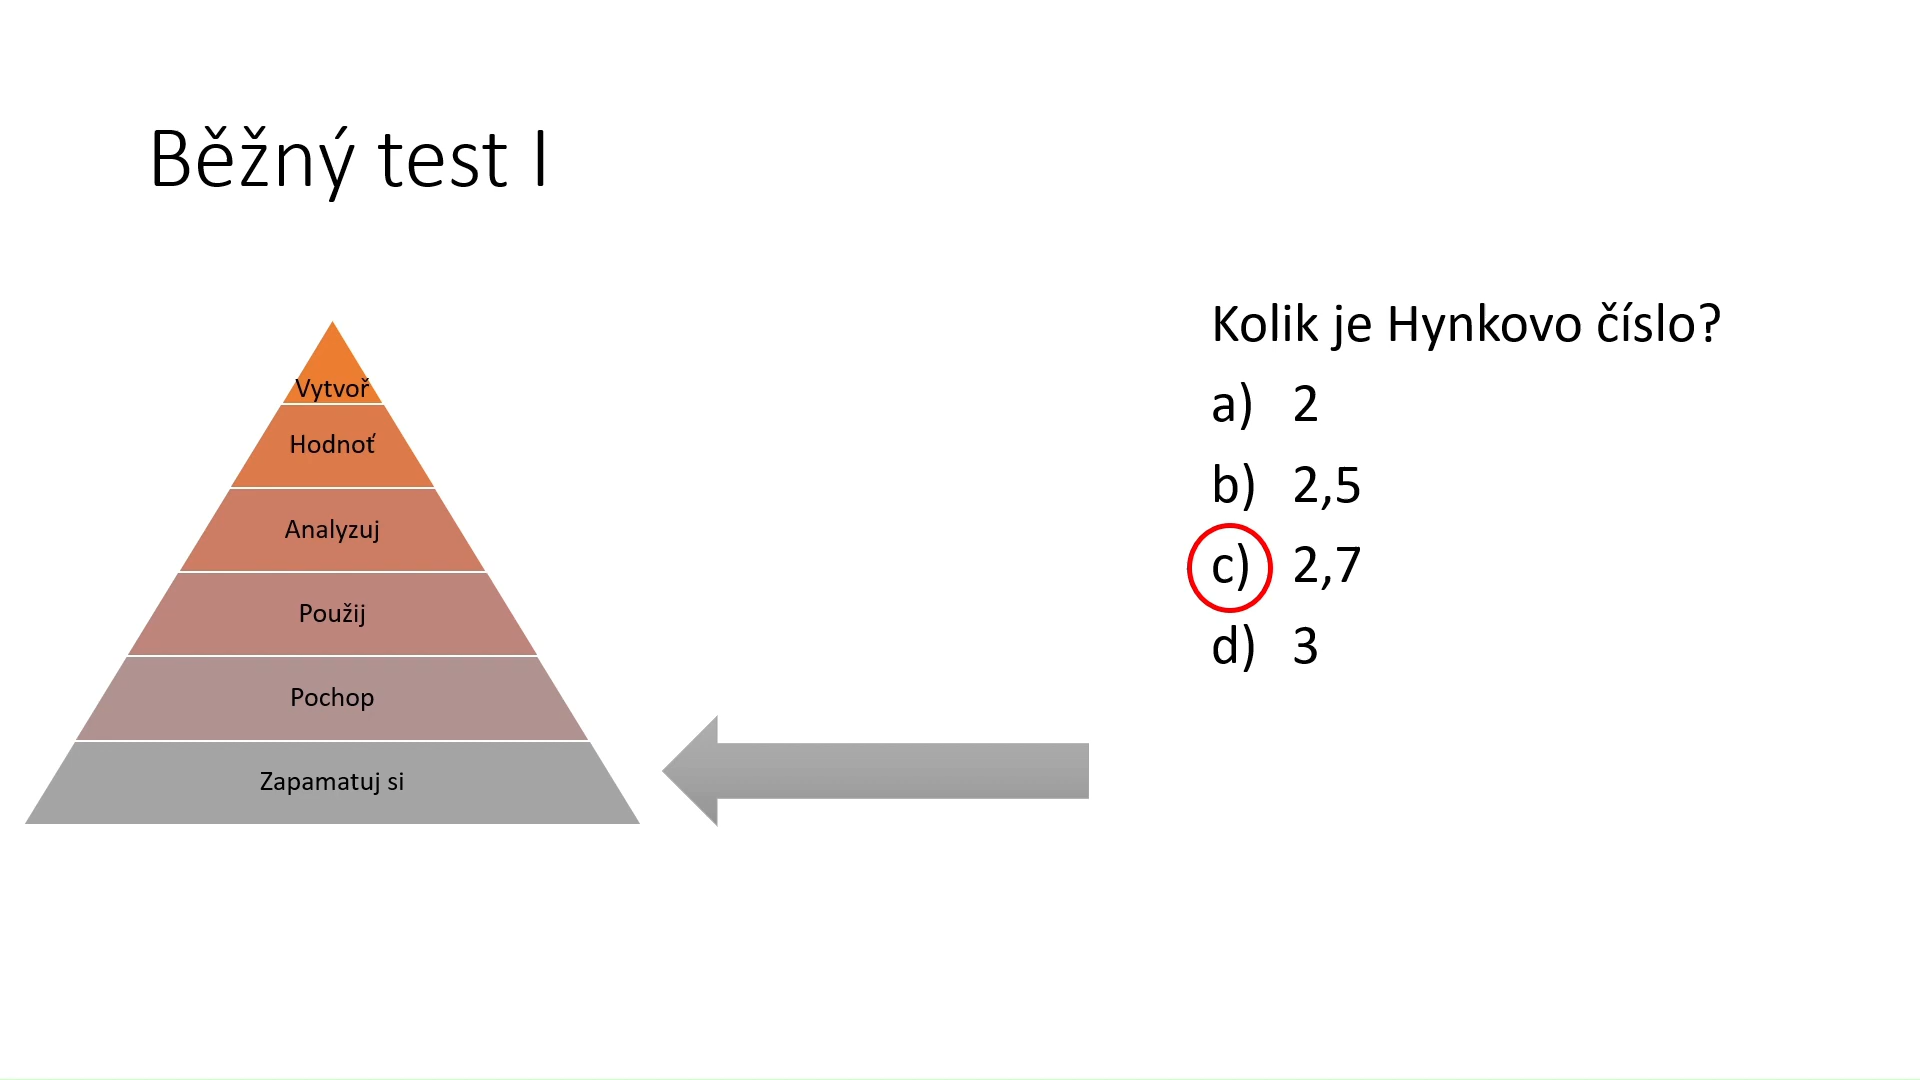 Běžný test I
Vytvoř
Hodnoť
Analyzuj
Použij
Pochop
Zapamatuj si
Kolik je Hynkovo číslo?
a) 2
b) 2,5
c) 2,7
d) 3